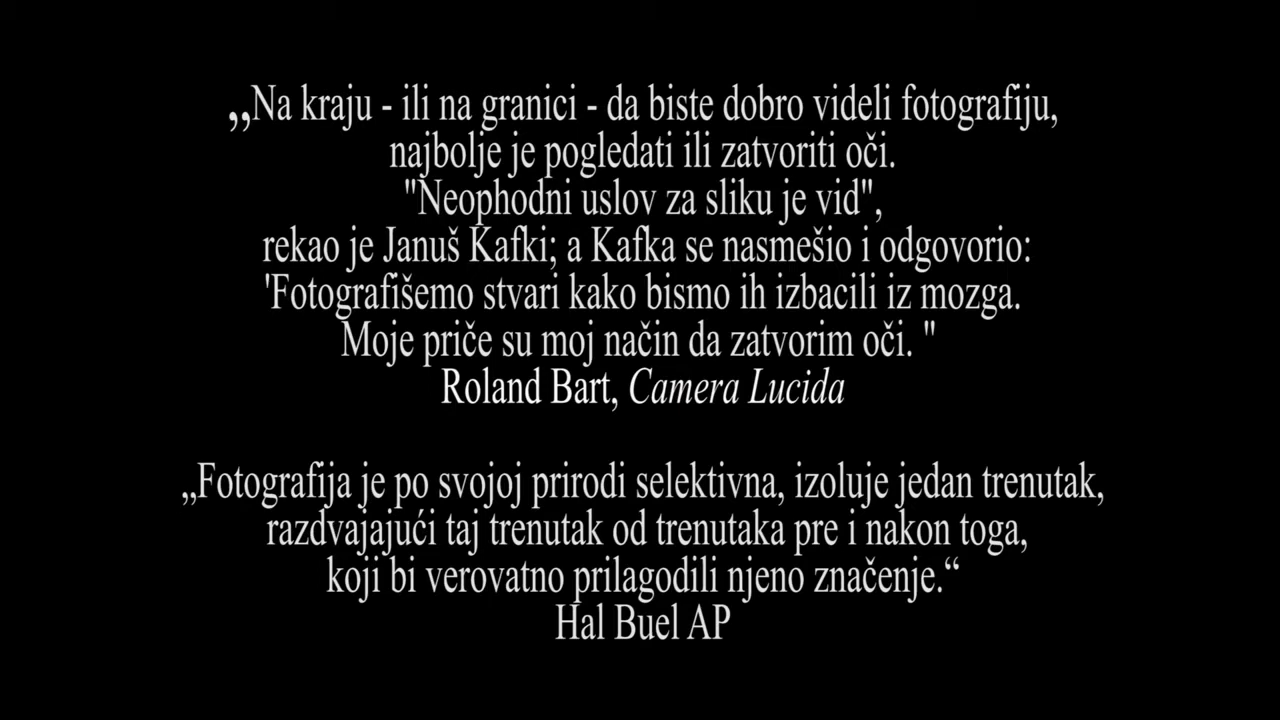 „Na kraju - ili na granici - da biste dobro videli fotografiju,
najbolje je pogledati ili zatvoriti oči.
"Neophodni uslov za sliku je vid",
rekao je Januš Kafki; a Kafka se nasmešio i odgovorio:
'Fotografišemo stvari kako bismo ih izbacili iz mozga.
Moje priče su moj način da zatvorim oči. "
Roland Bart, Camera Lucida
„Fotografija je po svojoj prirodi selektivna, izoluje jedan trenutak,
razdvajajući taj trenutak od trenutaka pre i nakon toga,
koji bi verovatno prilagodili njeno značenje.“
Hal Buel AP